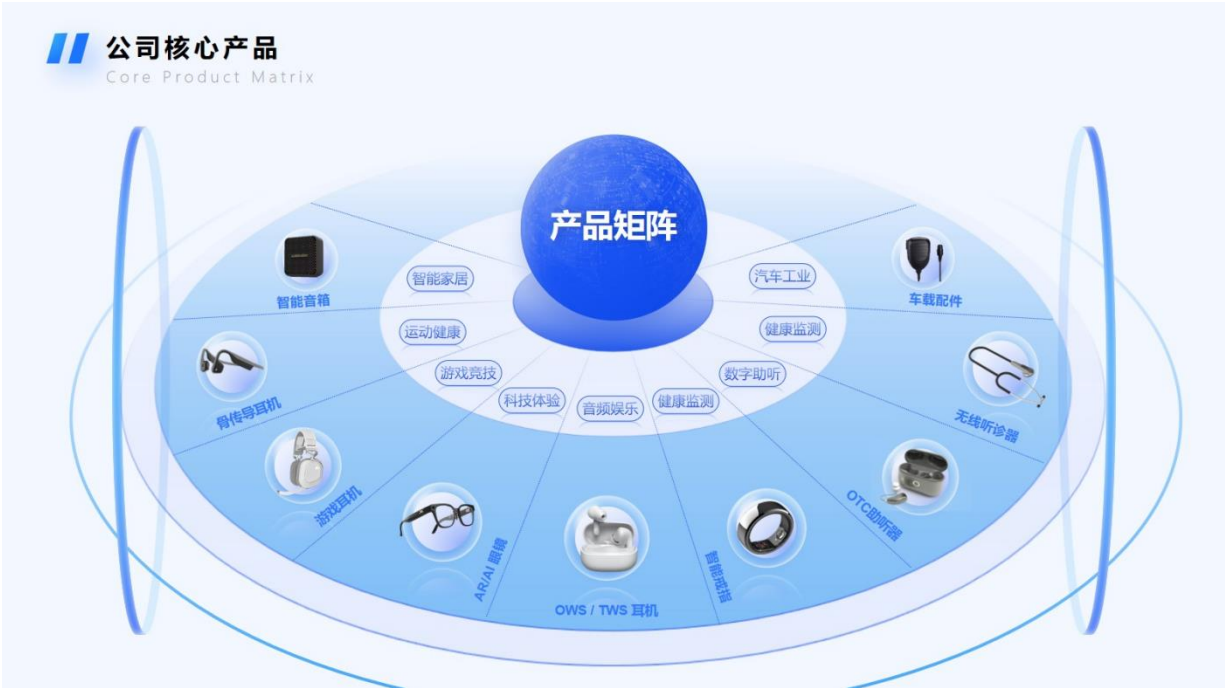 公司核心产品
Core Product Matrix
产品矩阵
智能家居
智能音箱
运动健康
骨传导耳机
游戏竞技
游戏耳机
科技体验
AR/AI 眼镜
音频娱乐
OWS / TWS 耳机
健康监测
智能戒指
数字助听
OTC助听器
健康监测
无线听诊器
汽车工业
车载配件